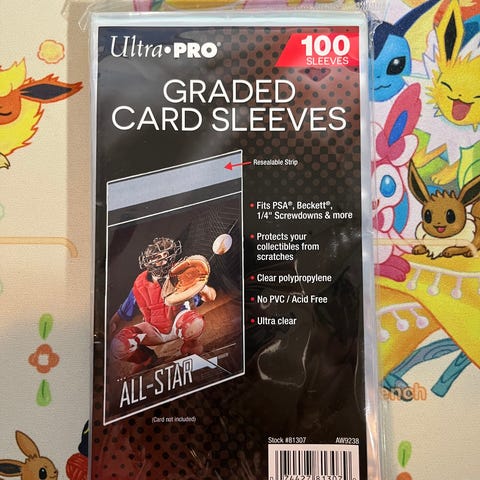 Ultra•PRO®
100
SLEEVES
GRADED
CARD SLEEVES
Resealable Strip
• Fits PSA®, Beckett®,
1/4" Screwdowns & more
• Protects your
collectibles from
scratches
• Clear polypropylene
• No PVC / Acid Free
• Ultra clear
ALL-STAR
(Card not included)
Stock #81307
AW9238